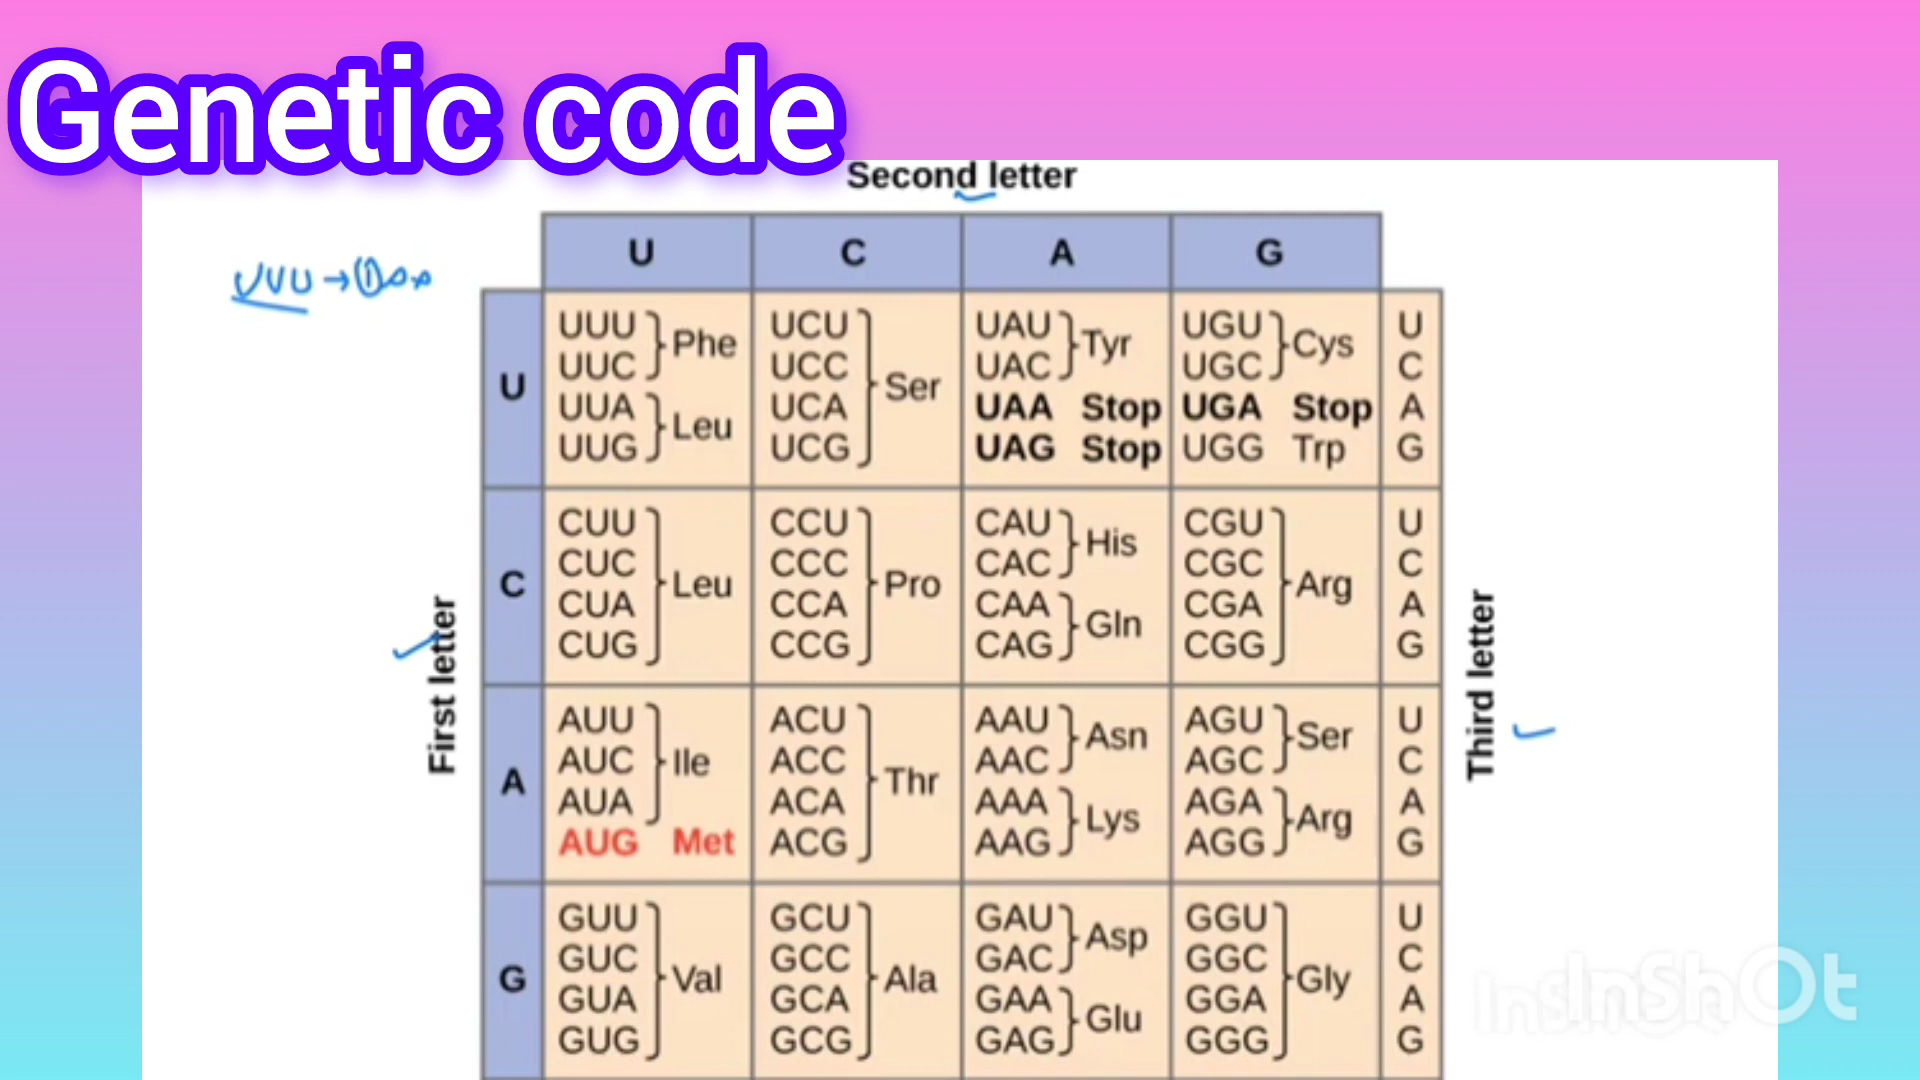 Genetic code
Second letter
UUU →
U C A G
U
UUU
UUC
Phe
UUA
UUG
Leu
UCU
UCC
UCA
UCG
Ser
UAU
UAC
Tyr
UAA Stop
UAG Stop
UGU
UGC
Cys
UGA Stop
UGG Trp
U
C
A
G
C
CUU
CUC
CUA
CUG
Leu
CCU
CCC
CCA
CCG
Pro
CAU
CAC
His
CAA
CAG
Gln
CGU
CGC
CGA
CGG
Arg
U
C
A
G
First letter
A
AUU
AUC
AUA
Ile
AUG Met
ACU
ACC
ACA
ACG
Thr
AAU
AAC
Asn
AAA
AAG
Lys
AGU
AGC
Ser
AGA
AGG
Arg
U
C
A
G
Third letter
G
GUU
GUC
GUA
GUG
Val
GCU
GCC
GCA
GCG
Ala
GAU
GAC
Asp
GAA
GAG
Glu
GGU
GGC
GGA
GGG
Gly
U
C
A
G
InShOt